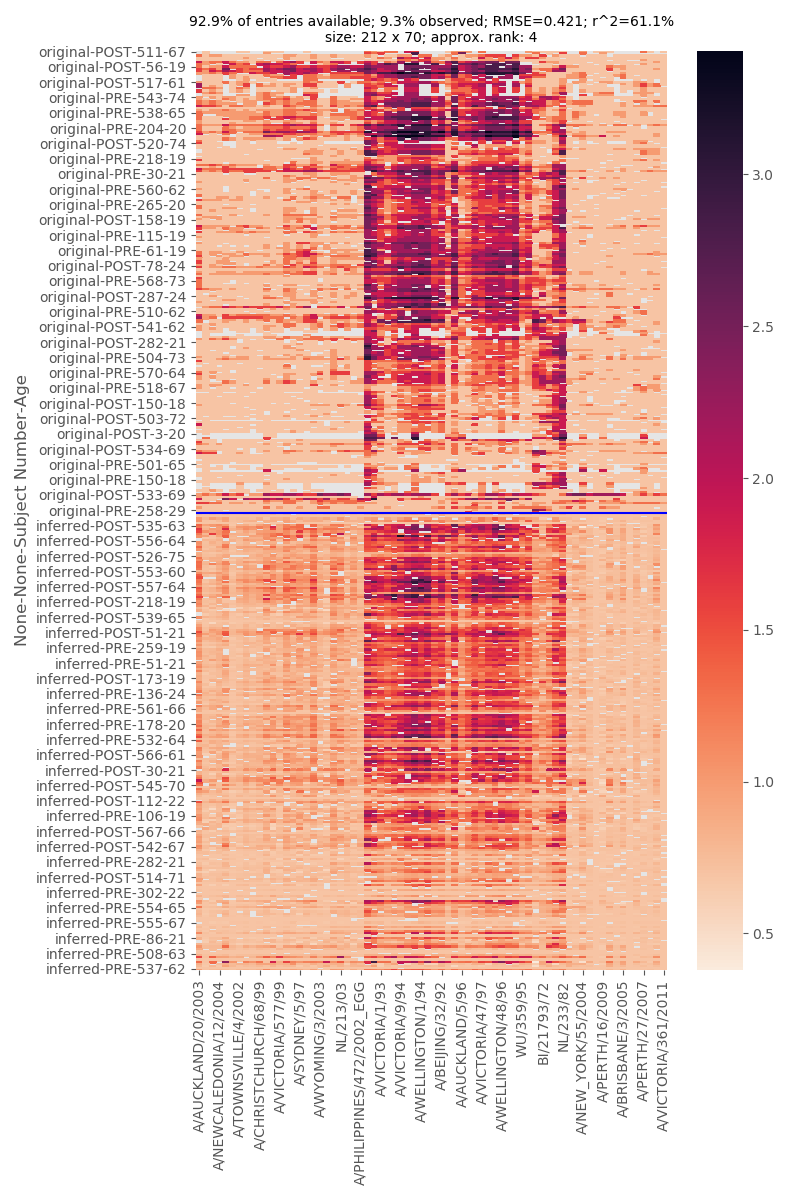 92.9% of entries available; 9.3% observed; RMSE=0.421; r^2=61.1%
size: 212 x 70; approx. rank: 4
None-None-Subject Number-Age
original-POST-511-67
original-POST-56-19
original-POST-517-61
original-PRE-543-74
original-PRE-538-65
original-PRE-204-20
original-POST-520-74
original-PRE-218-19
original-PRE-30-21
original-PRE-560-62
original-PRE-265-20
original-POST-158-19
original-PRE-115-19
original-PRE-61-19
original-POST-78-24
original-PRE-568-73
original-POST-287-24
original-PRE-510-62
original-POST-541-62
original-POST-282-21
original-PRE-504-73
original-PRE-570-64
original-PRE-518-67
original-POST-150-18
original-POST-503-72
original-POST-3-20
original-POST-534-69
original-PRE-501-65
original-PRE-150-18
original-POST-533-69
original-PRE-258-29
inferred-POST-535-63
inferred-POST-556-64
inferred-POST-526-75
inferred-POST-553-60
inferred-POST-557-64
inferred-POST-218-19
inferred-POST-539-65
inferred-POST-51-21
inferred-PRE-259-19
inferred-PRE-51-21
inferred-POST-173-19
inferred-PRE-136-24
inferred-PRE-561-66
inferred-PRE-178-20
inferred-PRE-532-64
inferred-POST-566-61
inferred-POST-30-21
inferred-POST-545-70
inferred-POST-112-22
inferred-PRE-106-19
inferred-POST-567-66
inferred-POST-542-67
inferred-PRE-282-21
inferred-POST-514-71
inferred-PRE-302-22
inferred-PRE-554-65
inferred-PRE-555-67
inferred-PRE-86-21
inferred-PRE-508-63
inferred-PRE-537-62
A/AUCKLAND/20/2003
A/NEWCALEDONIA/12/2004
A/TOWNSVILLE/4/2002
A/CHRISTCHURCH/68/99
A/VICTORIA/577/99
A/SYDNEY/5/97
A/WYOMING/3/2003
NL/213/03
A/PHILIPPINES/472/2002_EGG
A/VICTORIA/1/93
A/VICTORIA/9/94
A/WELLINGTON/1/94
A/BEIJING/32/92
A/AUCKLAND/5/96
A/VICTORIA/47/97
A/WELLINGTON/48/96
WU/359/95
BI/21793/72
NL/233/82
A/NEW_YORK/55/2004
A/PERTH/16/2009
A/BRISBANE/3/2005
A/PERTH/27/2007
A/VICTORIA/361/2011
3.0
2.5
2.0
1.5
1.0
0.5